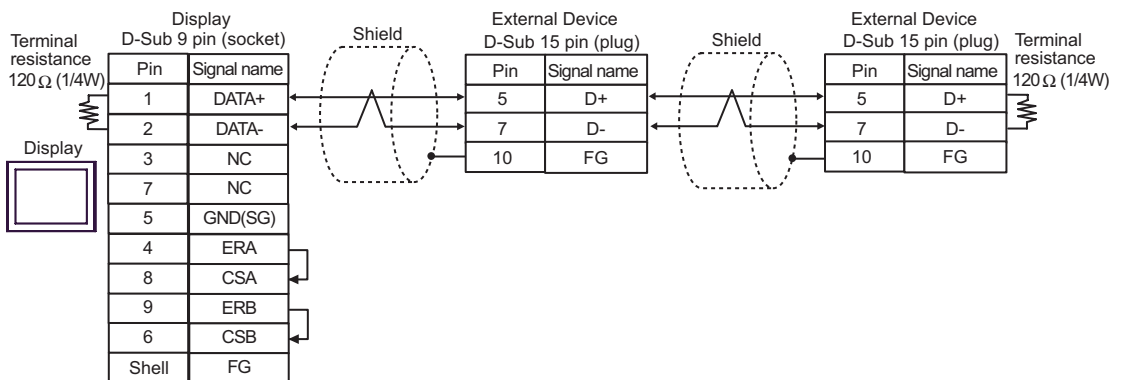 Terminal
resistance
120Ω (1/4W)
Display
D-Sub 9 pin (socket)
Pin Signal name
1 DATA+
2 DATA-
3 NC
7 NC
5 GND(SG)
4 ERA
8 CSA
9 ERB
6 CSB
Shell FG
Display
Shield
External Device
D-Sub 15 pin (plug)
Pin Signal name
5 D+
7 D-
10 FG
Shield
External Device
D-Sub 15 pin (plug)
Pin Signal name
5 D+
7 D-
10 FG
Terminal
resistance
120Ω (1/4W)